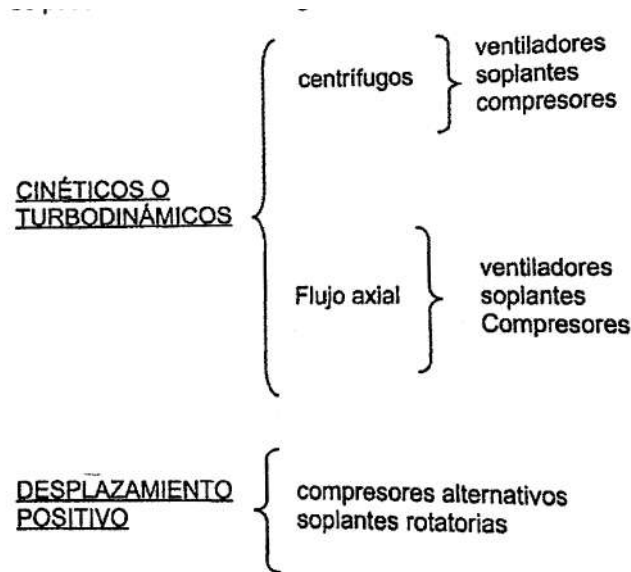 centrífugos
ventiladores
soplantes
compresores
CINÉTICOS O
TURBODINÁMICOS
Flujo axial
ventiladores
soplantes
Compresores
DESPLAZAMIENTO
POSITIVO
compresores alternativos
soplantes rotatorias